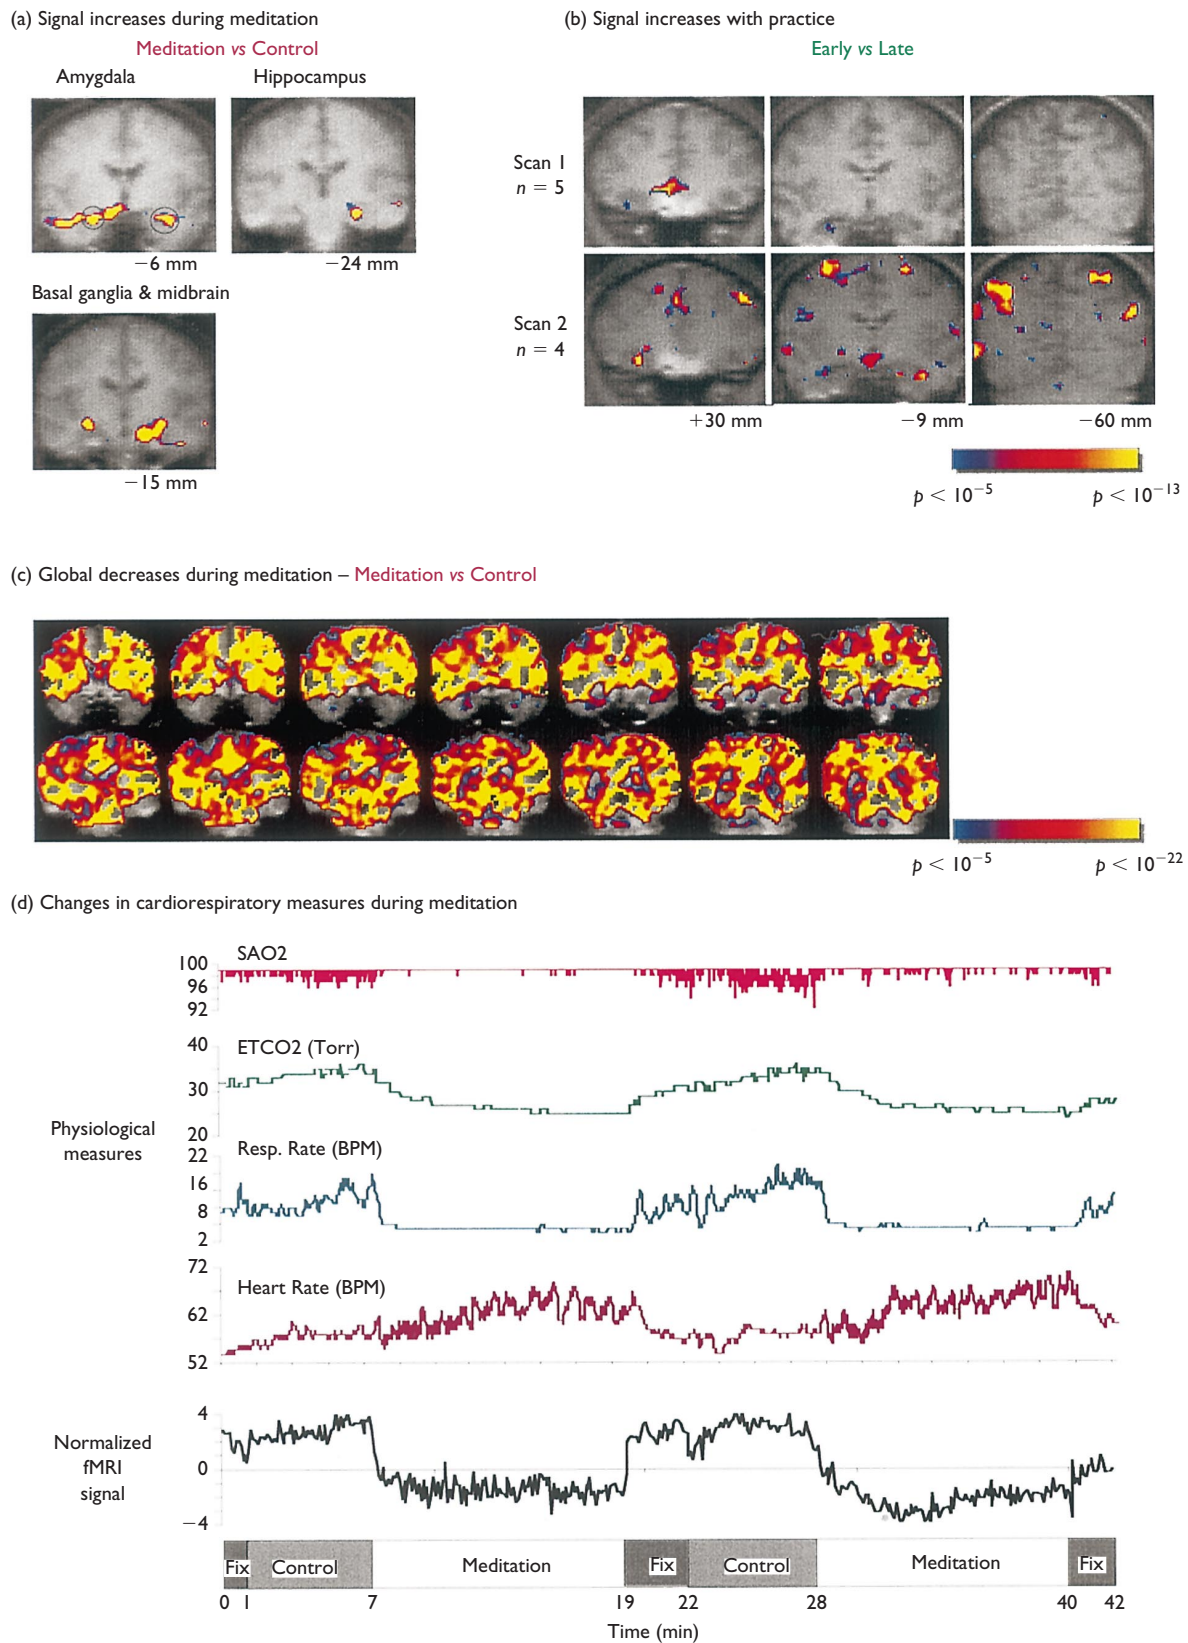 (a) Signal increases during meditation
Meditation vs Control
Amygdala
Hippocampus
−6 mm
−24 mm
Basal ganglia & midbrain
−15 mm
(b) Signal increases with practice
Early vs Late
Scan 1
n = 5
Scan 2
n = 4
+30 mm
−9 mm
−60 mm
p < 10−5
p < 10−13
(c) Global decreases during meditation – Meditation vs Control
p < 10−5
p < 10−22
(d) Changes in cardiorespiratory measures during meditation
SAO2
100
96
92
ETCO2 (Torr)
40
30
20
Physiological
measures
Resp. Rate (BPM)
22
16
8
2
Heart Rate (BPM)
72
62
52
Normalized
fMRI
signal
4
0
−4
Fix Control Meditation Fix Control Meditation Fix
0 1 7 19 22 28 40 42
Time (min)